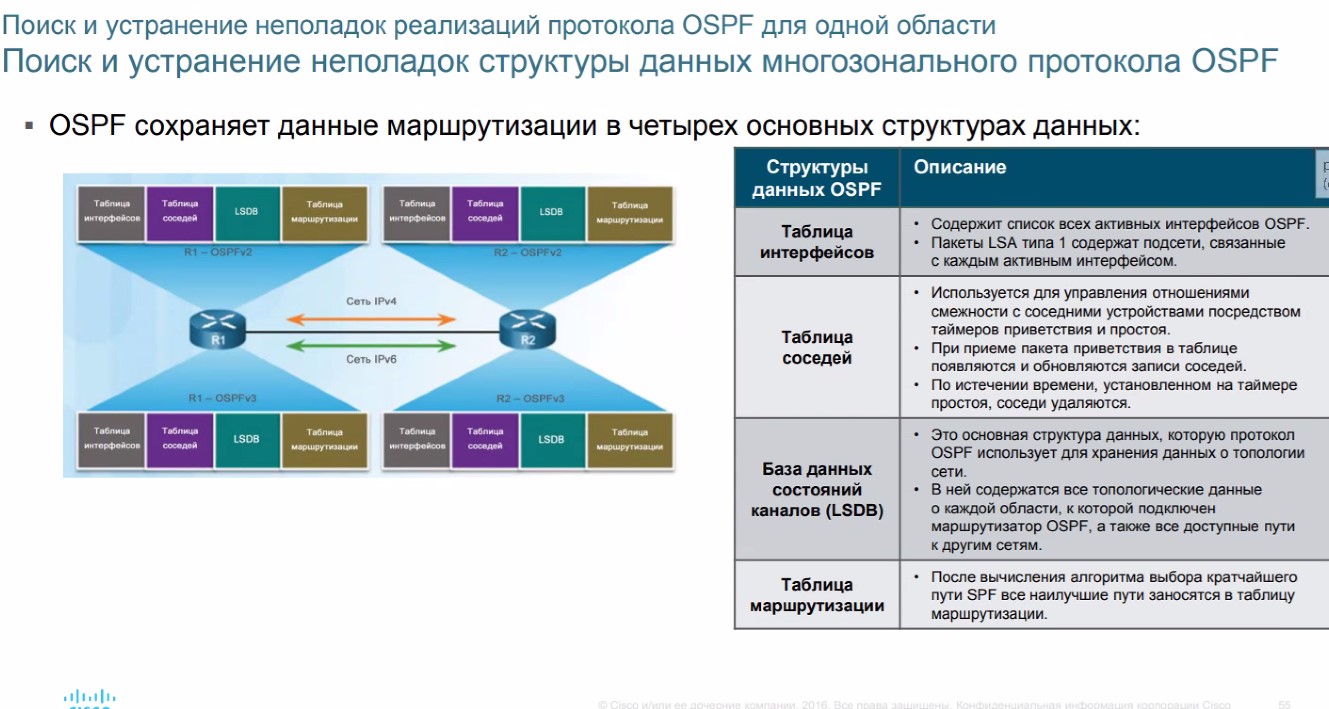 Поиск и устранение неполадок реализаций протокола OSPF для одной области
Поиск и устранение неполадок структуры данных многозонального протокола OSPF
▪ OSPF сохраняет данные маршрутизации в четырех основных структурах данных:
Таблица интерфейсов
Таблица соседей
LSDB
Таблица маршрутизации
R1 – OSPFv2
Таблица интерфейсов
Таблица соседей
LSDB
Таблица маршрутизации
R2 – OSPFv2
Сеть IPv4
R1
R2
Сеть IPv6
R1 – OSPFv3
Таблица интерфейсов
Таблица соседей
LSDB
Таблица маршрутизации
R2 – OSPFv3
Таблица интерфейсов
Таблица соседей
LSDB
Таблица маршрутизации
Структуры
данных OSPF
Описание
Таблица
интерфейсов
• Содержит список всех активных интерфейсов OSPF.
• Пакеты LSA типа 1 содержат подсети, связанные
с каждым активным интерфейсом.
Таблица
соседей
• Используется для управления отношениями
смежности с соседними устройствами посредством
таймеров приветствия и простоя.
• При приеме пакета приветствия в таблице
появляются и обновляются записи соседей.
• По истечении времени, установленном на таймере
простоя, соседи удаляются.
База данных
состояний
каналов (LSDB)
• Это основная структура данных, которую протокол
OSPF использует для хранения данных о топологии
сети.
• В ней содержатся все топологические данные
о каждой области, к которой подключен
маршрутизатор OSPF, а также все доступные пути
к другим сетям.
Таблица
маршрутизации
• После вычисления алгоритма выбора кратчайшего
пути SPF все наилучшие пути заносятся в таблицу
маршрутизации.
© Cisco и/или ее дочерние компании, 2016. Все права защищены. Конфиденциальная информация корпорации Cisco
55